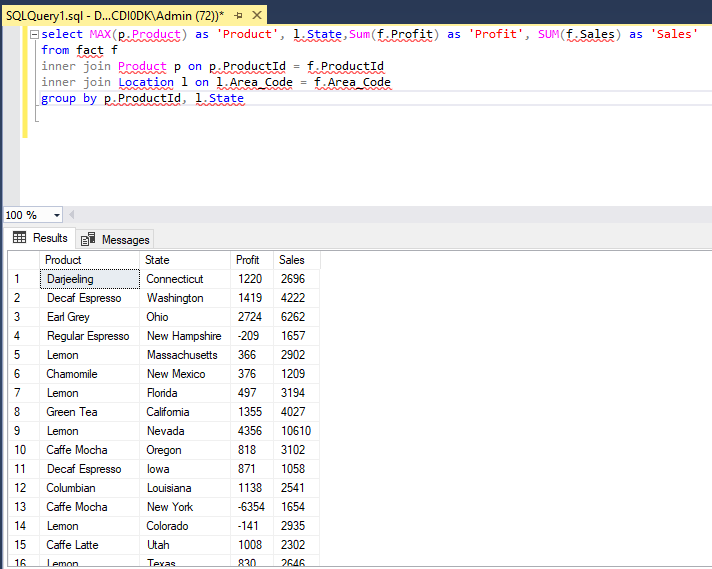 SQLQuery1.sql - D...CDI0DK\Admin (72))*
select MAX(p.Product) as 'Product', l.State,Sum(f.Profit) as 'Profit', SUM(f.Sales) as 'Sales'
from fact f
inner join Product p on p.ProductId = f.ProductId
inner join Location l on l.Area_Code = f.Area_Code
group by p.ProductId, l.State
100 %
Results Messages
Product State Profit Sales
1 Darjeeling Connecticut 1220 2696
2 Decaf Espresso Washington 1419 4222
3 Earl Grey Ohio 2724 6262
4 Regular Espresso New Hampshire -209 1657
5 Lemon Massachusetts 366 2902
6 Chamomile New Mexico 376 1209
7 Lemon Florida 497 3194
8 Green Tea California 1355 4027
9 Lemon Nevada 4356 10610
10 Caffe Mocha Oregon 818 3102
11 Decaf Espresso Iowa 871 1058
12 Columbian Louisiana 1138 2541
13 Caffe Mocha New York -6354 1654
14 Lemon Colorado -141 2935
15 Caffe Latte Utah 1008 2302
16 Lemon Texas 830 2646